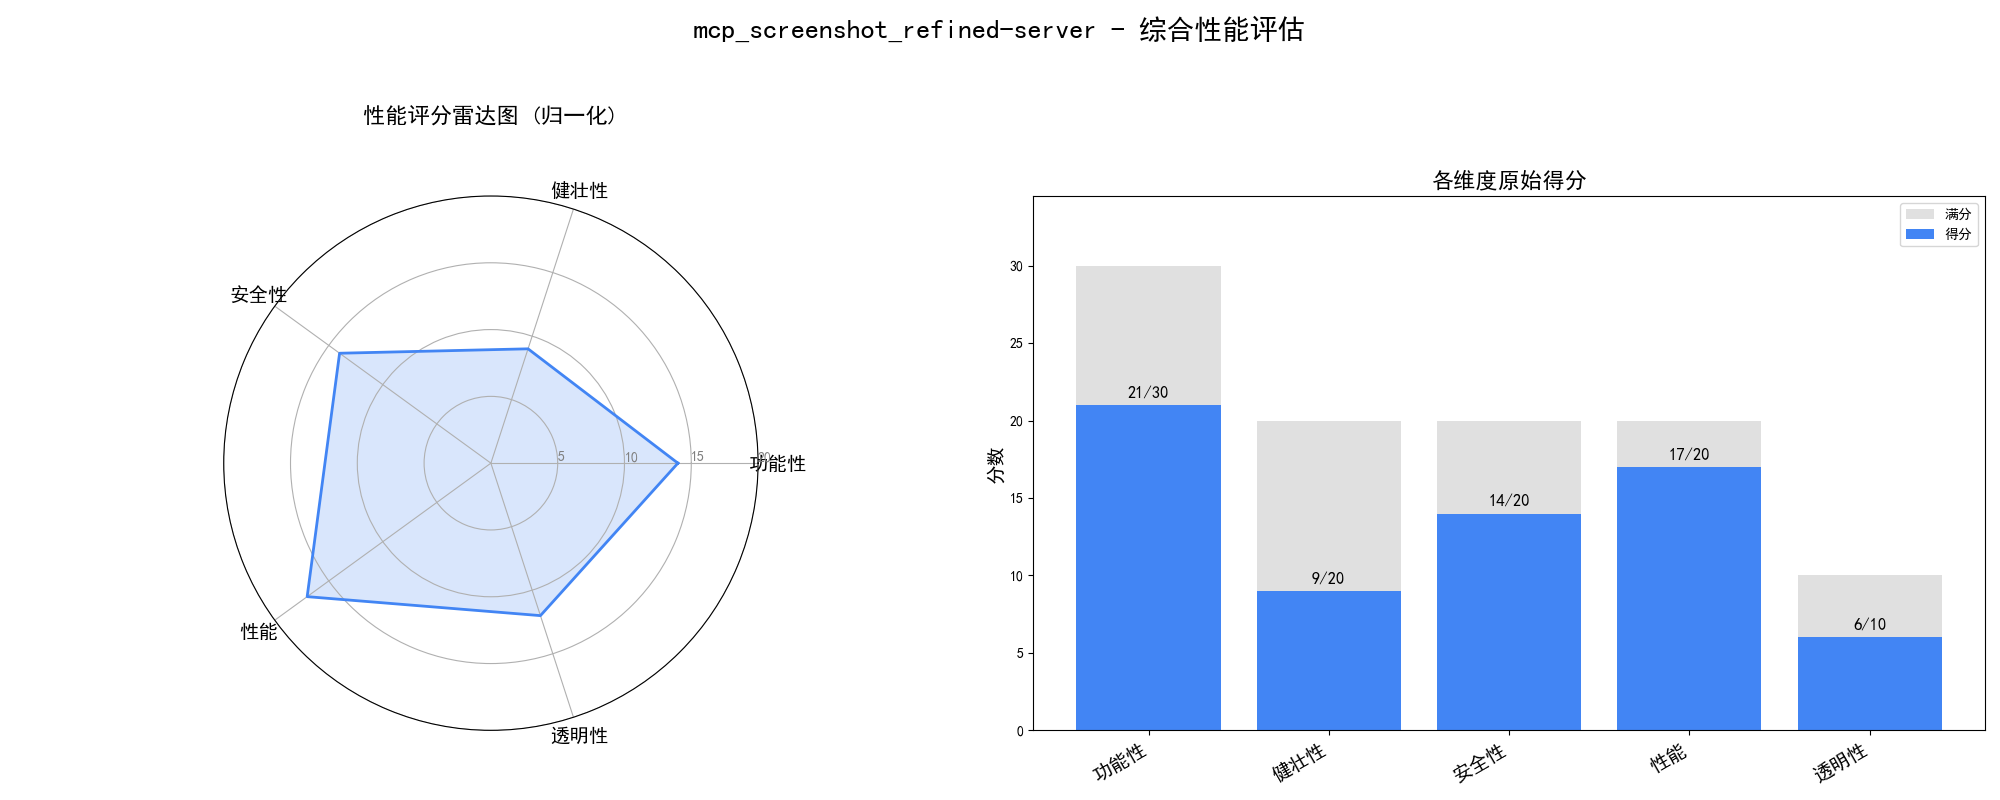 mcp_screenshot_refined-server - 综合性能评估
性能评分雷达图 (归一化)
健壮性
安全性
功能性
性能
透明性
5
10
15
20
各维度原始得分
满分
得分
分数
30
25
20
15
10
5
0
21/30
9/20
14/20
17/20
6/10
功能性
健壮性
安全性
性能
透明性